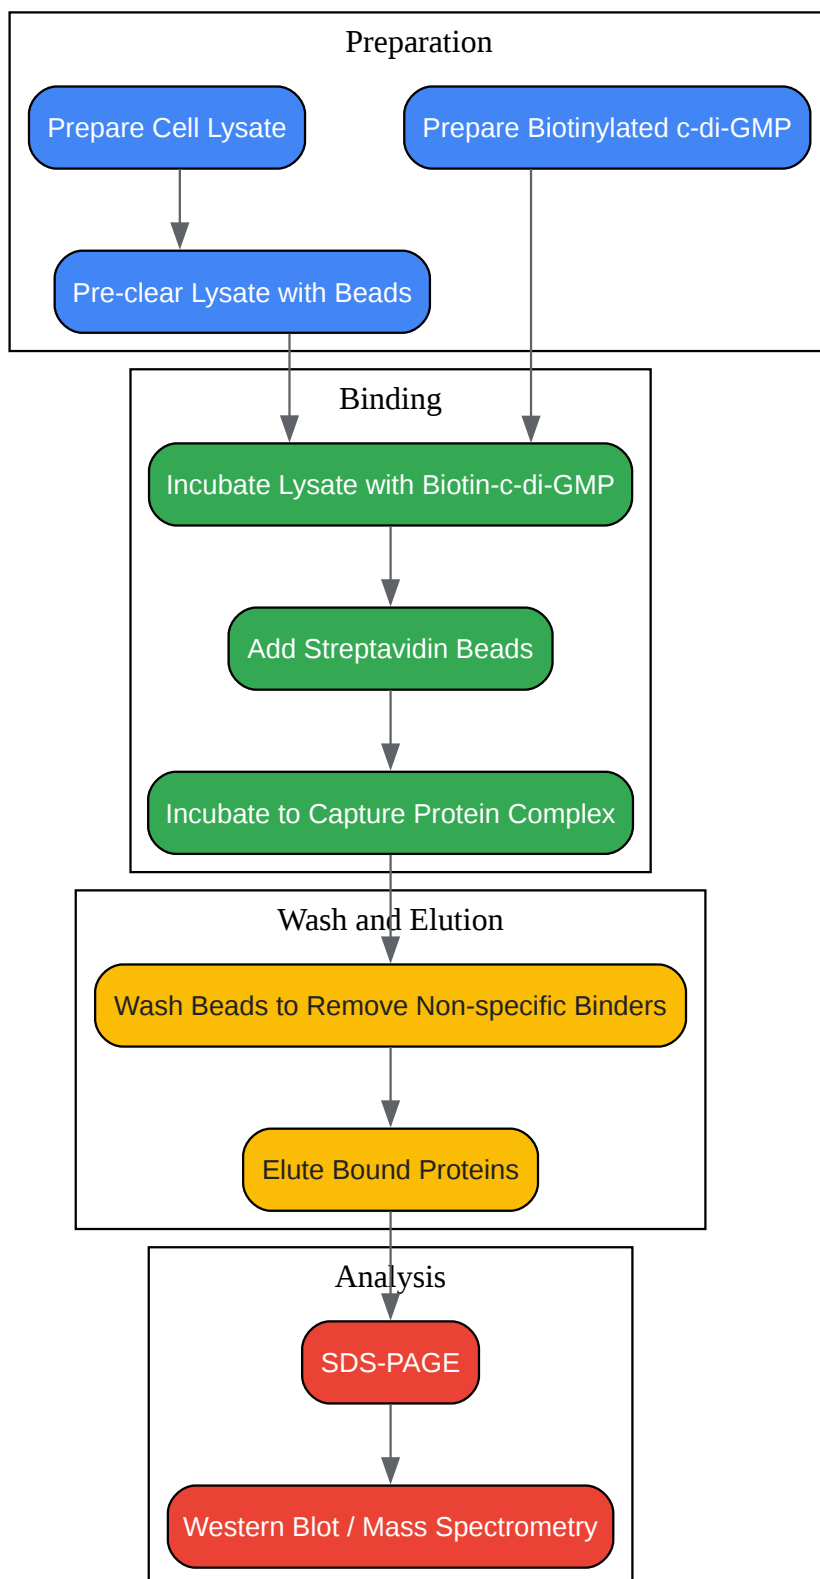 Preparation
Prepare Cell Lysate
Prepare Biotinylated c-di-GMP
Pre-clear Lysate with Beads
Binding
Incubate Lysate with Biotin-c-di-GMP
Add Streptavidin Beads
Incubate to Capture Protein Complex
Wash and Elution
Wash Beads to Remove Non-specific Binders
Elute Bound Proteins
Analysis
SDS-PAGE
Western Blot / Mass Spectrometry